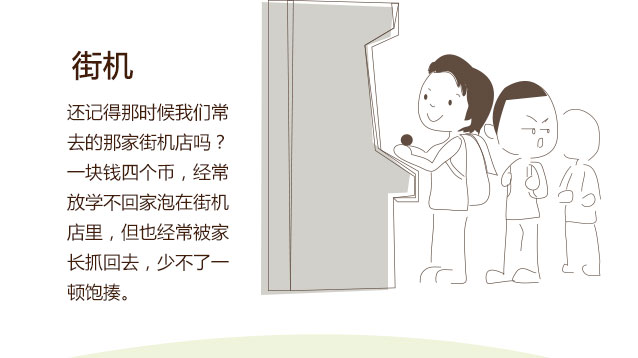 街机
还记得那时候我们常
去的那家街机店吗？
一块钱四个币，经常
放学不回家泡在街机
店里，但也经常被家
长抓回去，少不了一
顿饱揍。